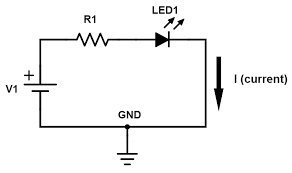 LED1
R1
+
V1
I (current)
GND